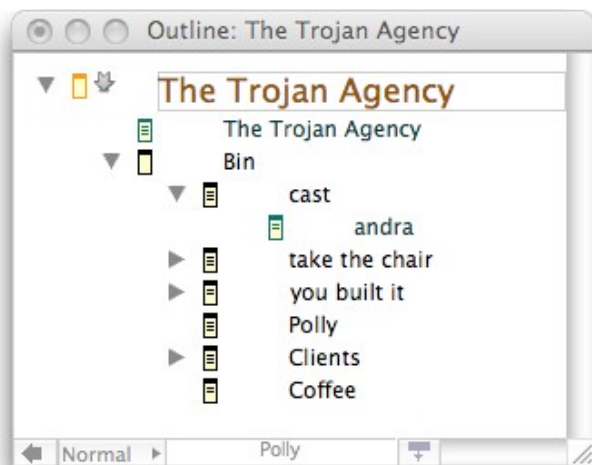 Outline: The Trojan Agency
The Trojan Agency
The Trojan Agency
Bin
cast
andra
take the chair
you built it
Polly
Clients
Coffee
Normal Polly